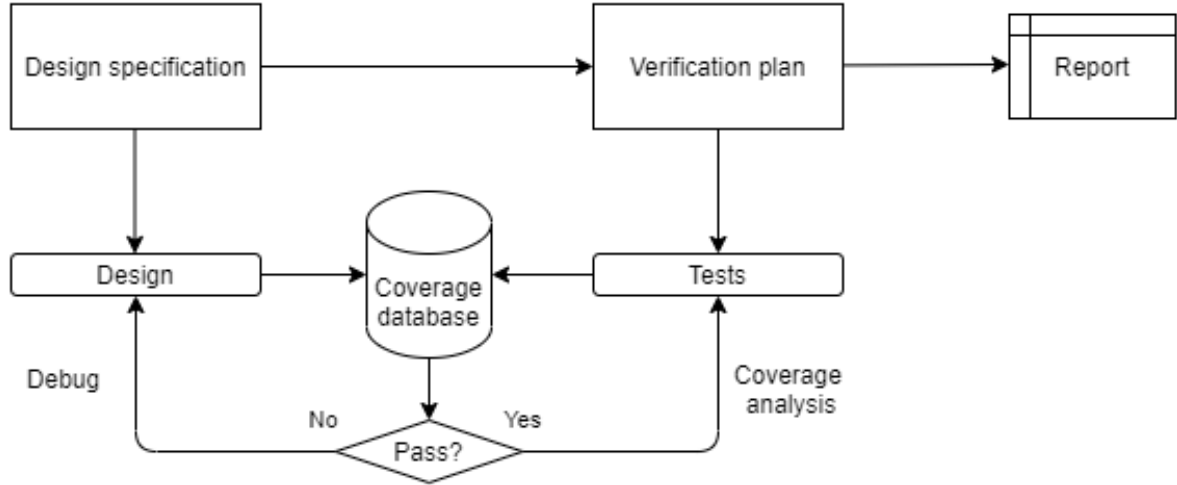 Design specification
Verification plan
Report
Design
Coverage
database
Tests
Debug
No
Pass?
Yes
Coverage
analysis